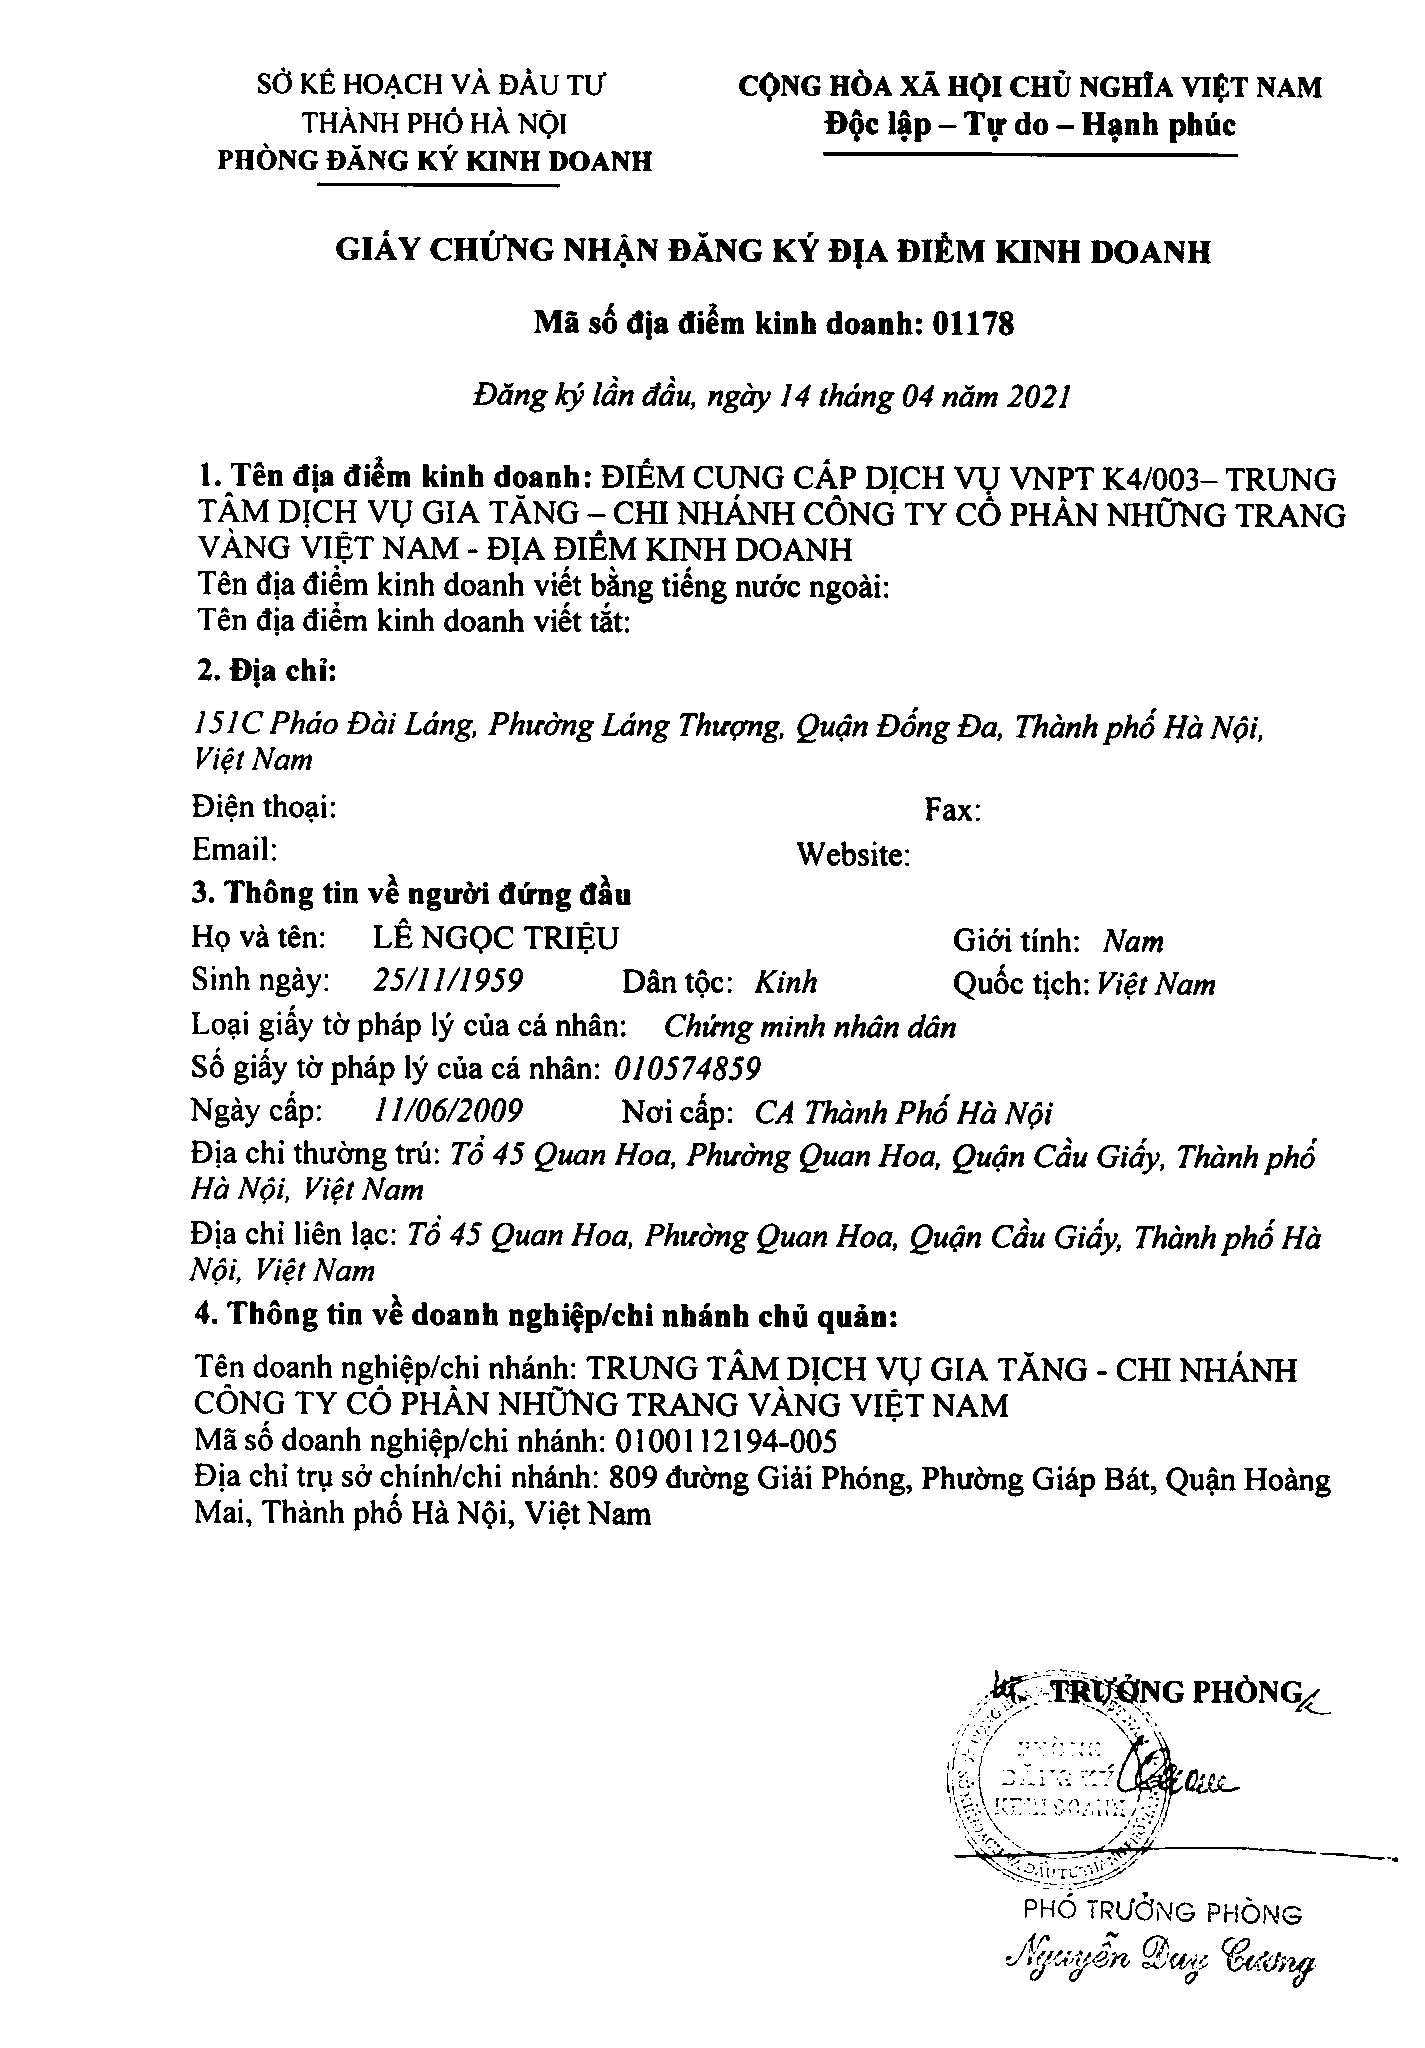 SỞ KẾ HOẠCH VÀ ĐẦU TƯ
THÀNH PHỐ HÀ NỘI
PHÒNG ĐĂNG KÝ KINH DOANH
CỘNG HÒA XÃ HỘI CHỦ NGHĨA VIỆT NAM
Độc lập – Tự do – Hạnh phúc
GIẤY CHỨNG NHẬN ĐĂNG KÝ ĐỊA ĐIỂM KINH DOANH
Mã số địa điểm kinh doanh: 01178
Đăng ký lần đầu, ngày 14 tháng 04 năm 2021
1. Tên địa điểm kinh doanh: ĐIỂM CUNG CẤP DỊCH VỤ VNPT K4/003– TRUNG
TÂM DỊCH VỤ GIA TĂNG – CHI NHÁNH CÔNG TY CỔ PHẦN NHỮNG TRANG
VÀNG VIỆT NAM - ĐỊA ĐIỂM KINH DOANH
Tên địa điểm kinh doanh viết bằng tiếng nước ngoài:
Tên địa điểm kinh doanh viết tắt:
2. Địa chỉ:
151C Pháo Đài Láng, Phường Láng Thượng, Quận Đống Đa, Thành phố Hà Nội,
Việt Nam
Điện thoại: Fax:
Email: Website:
3. Thông tin về người đứng đầu
Họ và tên: LÊ NGỌC TRIỆU Giới tính: Nam
Sinh ngày: 25/11/1959 Dân tộc: Kinh Quốc tịch: Việt Nam
Loại giấy tờ pháp lý của cá nhân: Chứng minh nhân dân
Số giấy tờ pháp lý của cá nhân: 010574859
Ngày cấp: 11/06/2009 Nơi cấp: CA Thành Phố Hà Nội
Địa chỉ thường trú: Tổ 45 Quan Hoa, Phường Quan Hoa, Quận Cầu Giấy, Thành phố
Hà Nội, Việt Nam
Địa chỉ liên lạc: Tổ 45 Quan Hoa, Phường Quan Hoa, Quận Cầu Giấy, Thành phố Hà
Nội, Việt Nam
4. Thông tin về doanh nghiệp/chi nhánh chủ quản:
Tên doanh nghiệp/chi nhánh: TRUNG TÂM DỊCH VỤ GIA TĂNG - CHI NHÁNH
CÔNG TY CỔ PHẦN NHỮNG TRANG VÀNG VIỆT NAM
Mã số doanh nghiệp/chi nhánh: 0100112194-005
Địa chỉ trụ sở chính/chi nhánh: 809 đường Giải Phóng, Phường Giáp Bát, Quận Hoàng
Mai, Thành phố Hà Nội, Việt Nam
TRƯỞNG PHÒNG
PHÒNG
ĐĂNG KÝ
KINH DOANH
PHÓ TRƯỞNG PHÒNG
Nguyễn Duy Cương